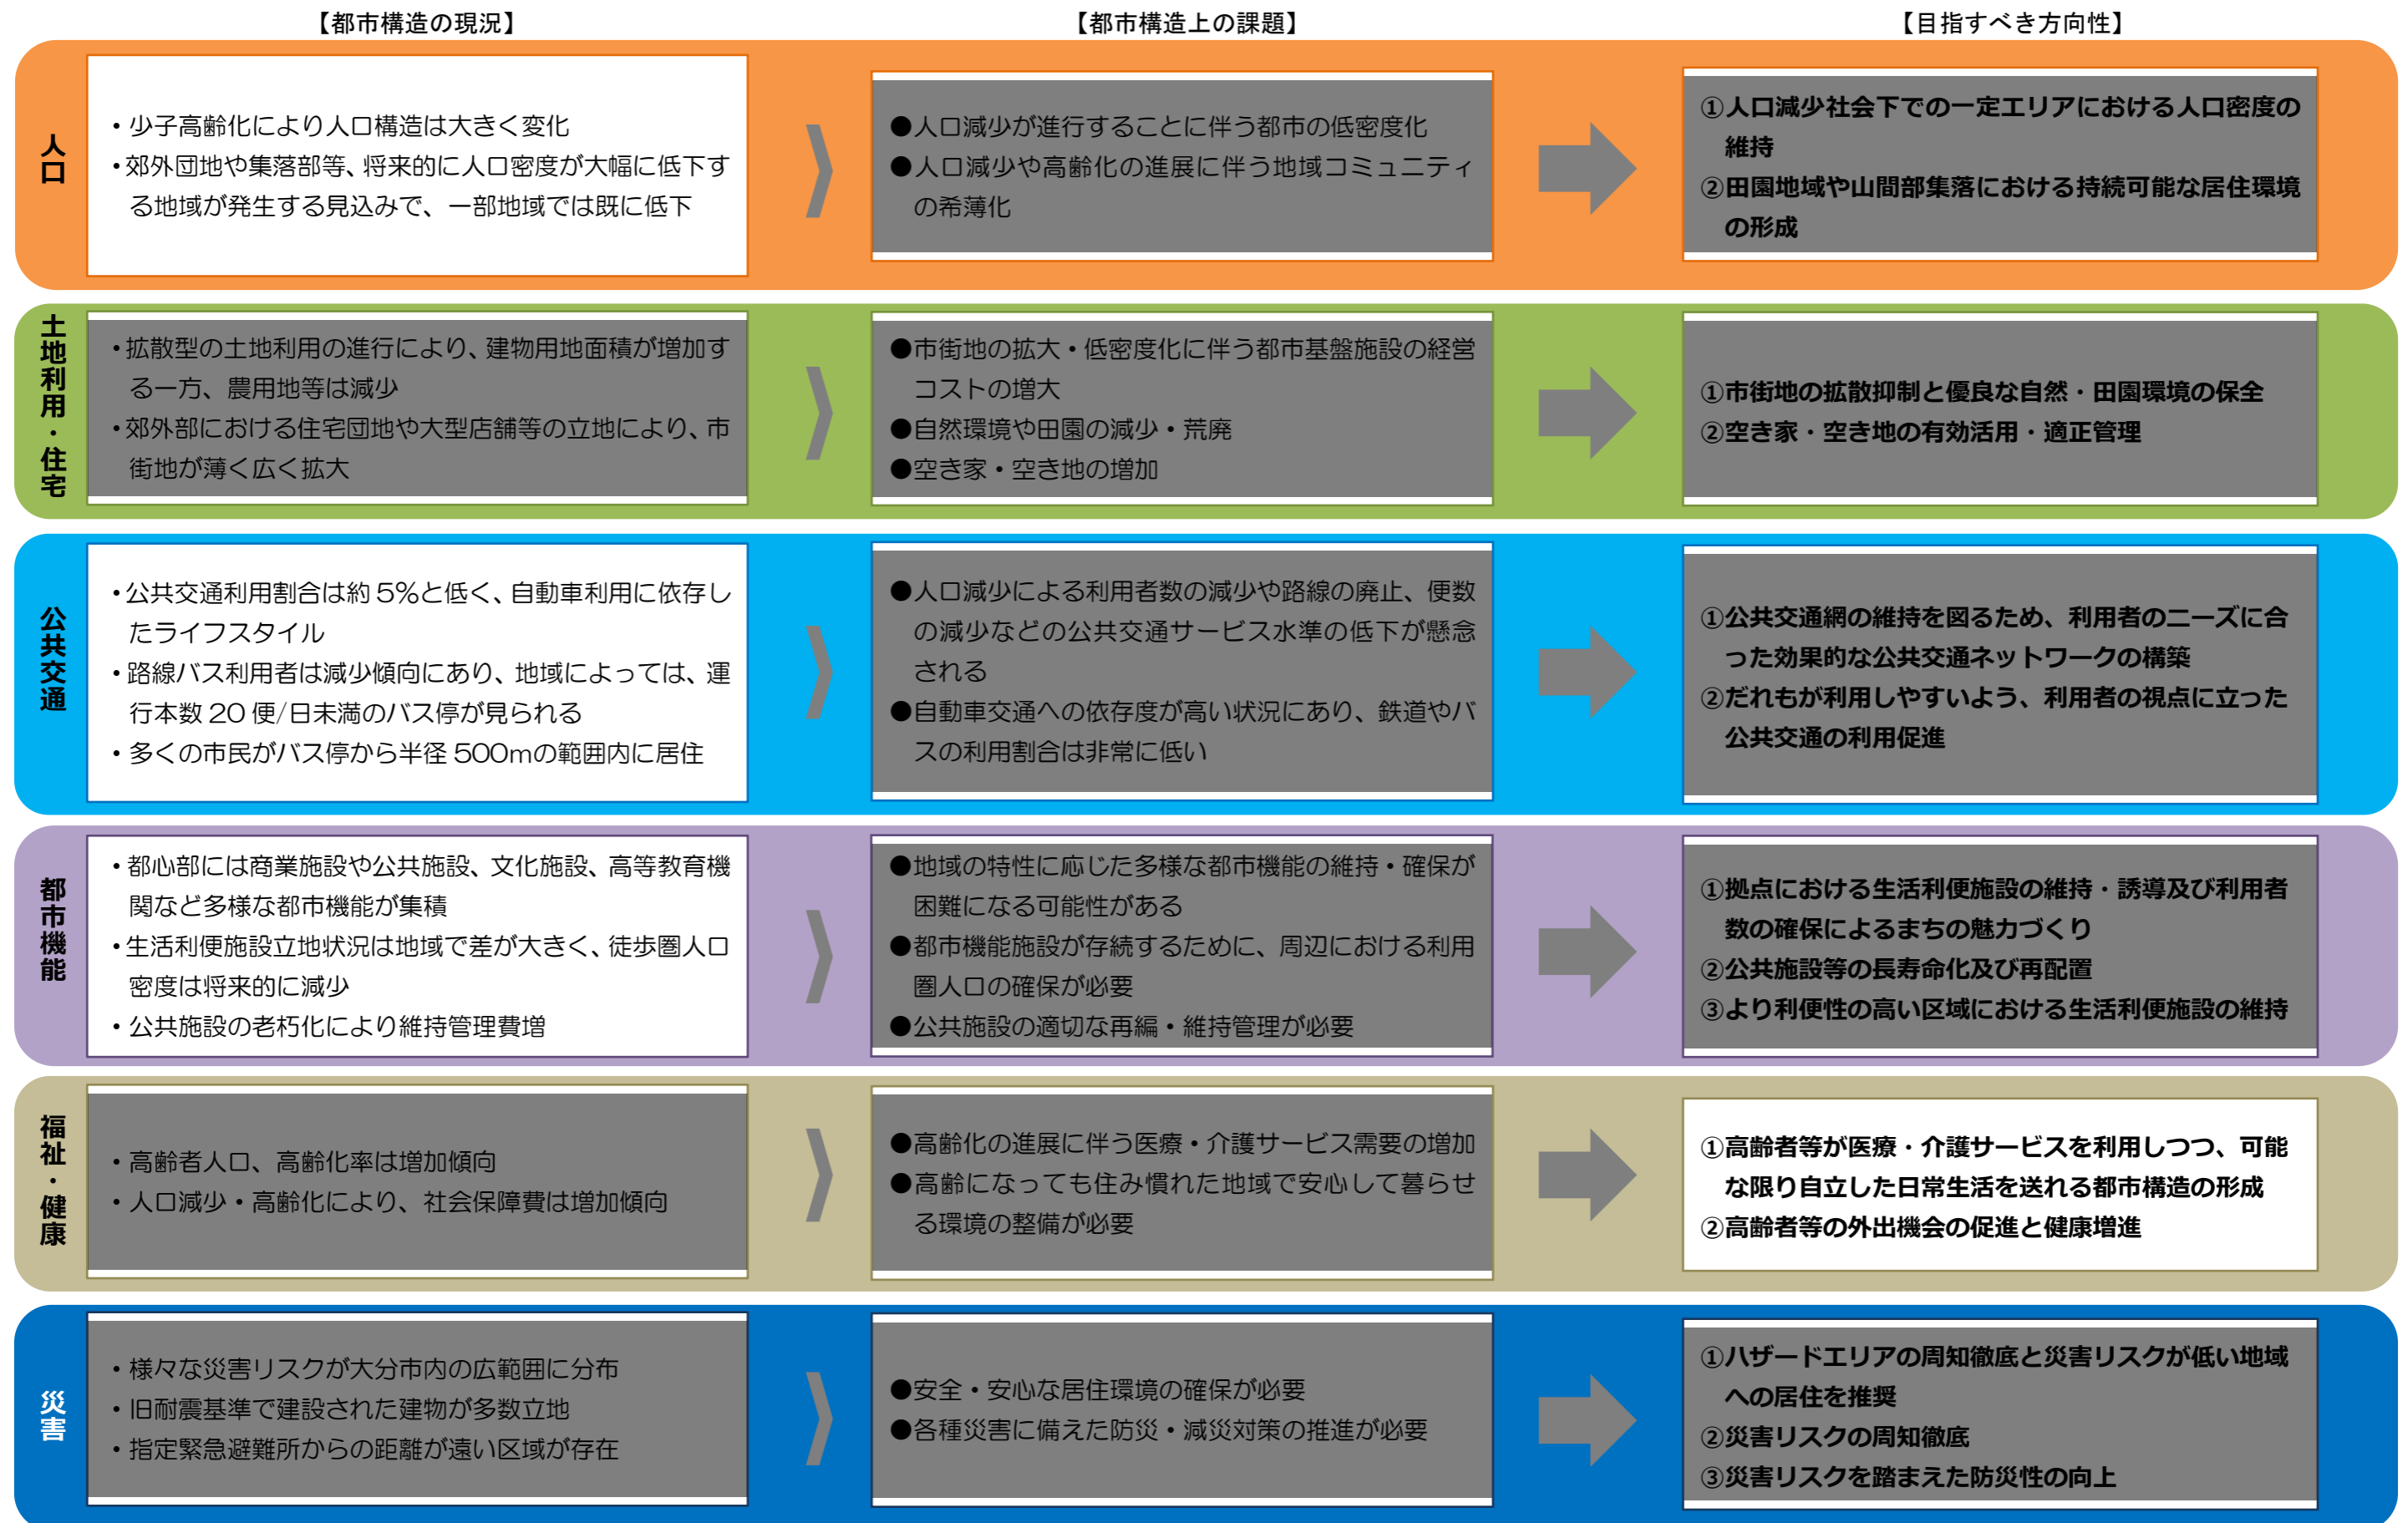 【都市構造の現況】
【都市構造上の課題】
【目指すべき方向性】
人口
・少子高齢化により人口構造は大きく変化
・郊外団地や集落部等、将来的に人口密度が大幅に低下す
る地域が発生する見込みで、一部地域では既に低下
●人口減少が進行することに伴う都市の低密度化
●人口減少や高齢化の進展に伴う地域コミュニティ
の希薄化
①人口減少社会下での一定エリアにおける人口密度の
維持
②田園地域や山間部集落における持続可能な居住環境
の形成
土地利用・住宅
・拡散型の土地利用の進行により、建物用地面積が増加す
る一方、農用地等は減少
・郊外部における住宅団地や大型店舗等の立地により、市
街地が薄く広く拡大
●市街地の拡大・低密度化に伴う都市基盤施設の経営
コストの増大
●自然環境や田園の減少・荒廃
●空き家・空き地の増加
①市街地の拡散抑制と優良な自然・田園環境の保全
②空き家・空き地の有効活用・適正管理
公共交通
・公共交通利用割合は約5%と低く、自動車利用に依存し
たライフスタイル
・路線バス利用者は減少傾向にあり、地域によっては、運
行本数20便/日未満のバス停が見られる
・多くの市民がバス停から半径500mの範囲内に居住
●人口減少による利用者数の減少や路線の廃止、便数
の減少などの公共交通サービス水準の低下が懸念
される
●自動車交通への依存度が高い状況にあり、鉄道やバ
スの利用割合は非常に低い
①公共交通網の維持を図るため、利用者のニーズに合
った効果的な公共交通ネットワークの構築
②だれもが利用しやすいよう、利用者の視点に立った
公共交通の利用促進
都市機能
・都心部には商業施設や公共施設、文化施設、高等教育機
関など多様な都市機能が集積
・生活利便施設立地状況は地域で差が大きく、徒歩圏人口
密度は将来的に減少
・公共施設の老朽化により維持管理費増
●地域の特性に応じた多様な都市機能の維持・確保が
困難になる可能性がある
●都市機能施設が存続するために、周辺における利用
圏人口の確保が必要
●公共施設の適切な再編・維持管理が必要
①拠点における生活利便施設の維持・誘導及び利用者
数の確保によるまちの魅力づくり
②公共施設等の長寿命化及び再配置
③より利便性の高い区域における生活利便施設の維持
福祉・健康
・高齢者人口、高齢化率は増加傾向
・人口減少・高齢化により、社会保障費は増加傾向
●高齢化の進展に伴う医療・介護サービス需要の増加
●高齢になっても住み慣れた地域で安心して暮らせ
る環境の整備が必要
①高齢者等が医療・介護サービスを利用しつつ、可能
な限り自立した日常生活を送れる都市構造の形成
②高齢者等の外出機会の促進と健康増進
災害
・様々な災害リスクが大分市内の広範囲に分布
・旧耐震基準で建設された建物が多数立地
・指定緊急避難所からの距離が遠い区域が存在
●安全・安心な居住環境の確保が必要
●各種災害に備えた防災・減災対策の推進が必要
①ハザードエリアの周知徹底と災害リスクが低い地域
への居住を推奨
②災害リスクの周知徹底
③災害リスクを踏まえた防災性の向上